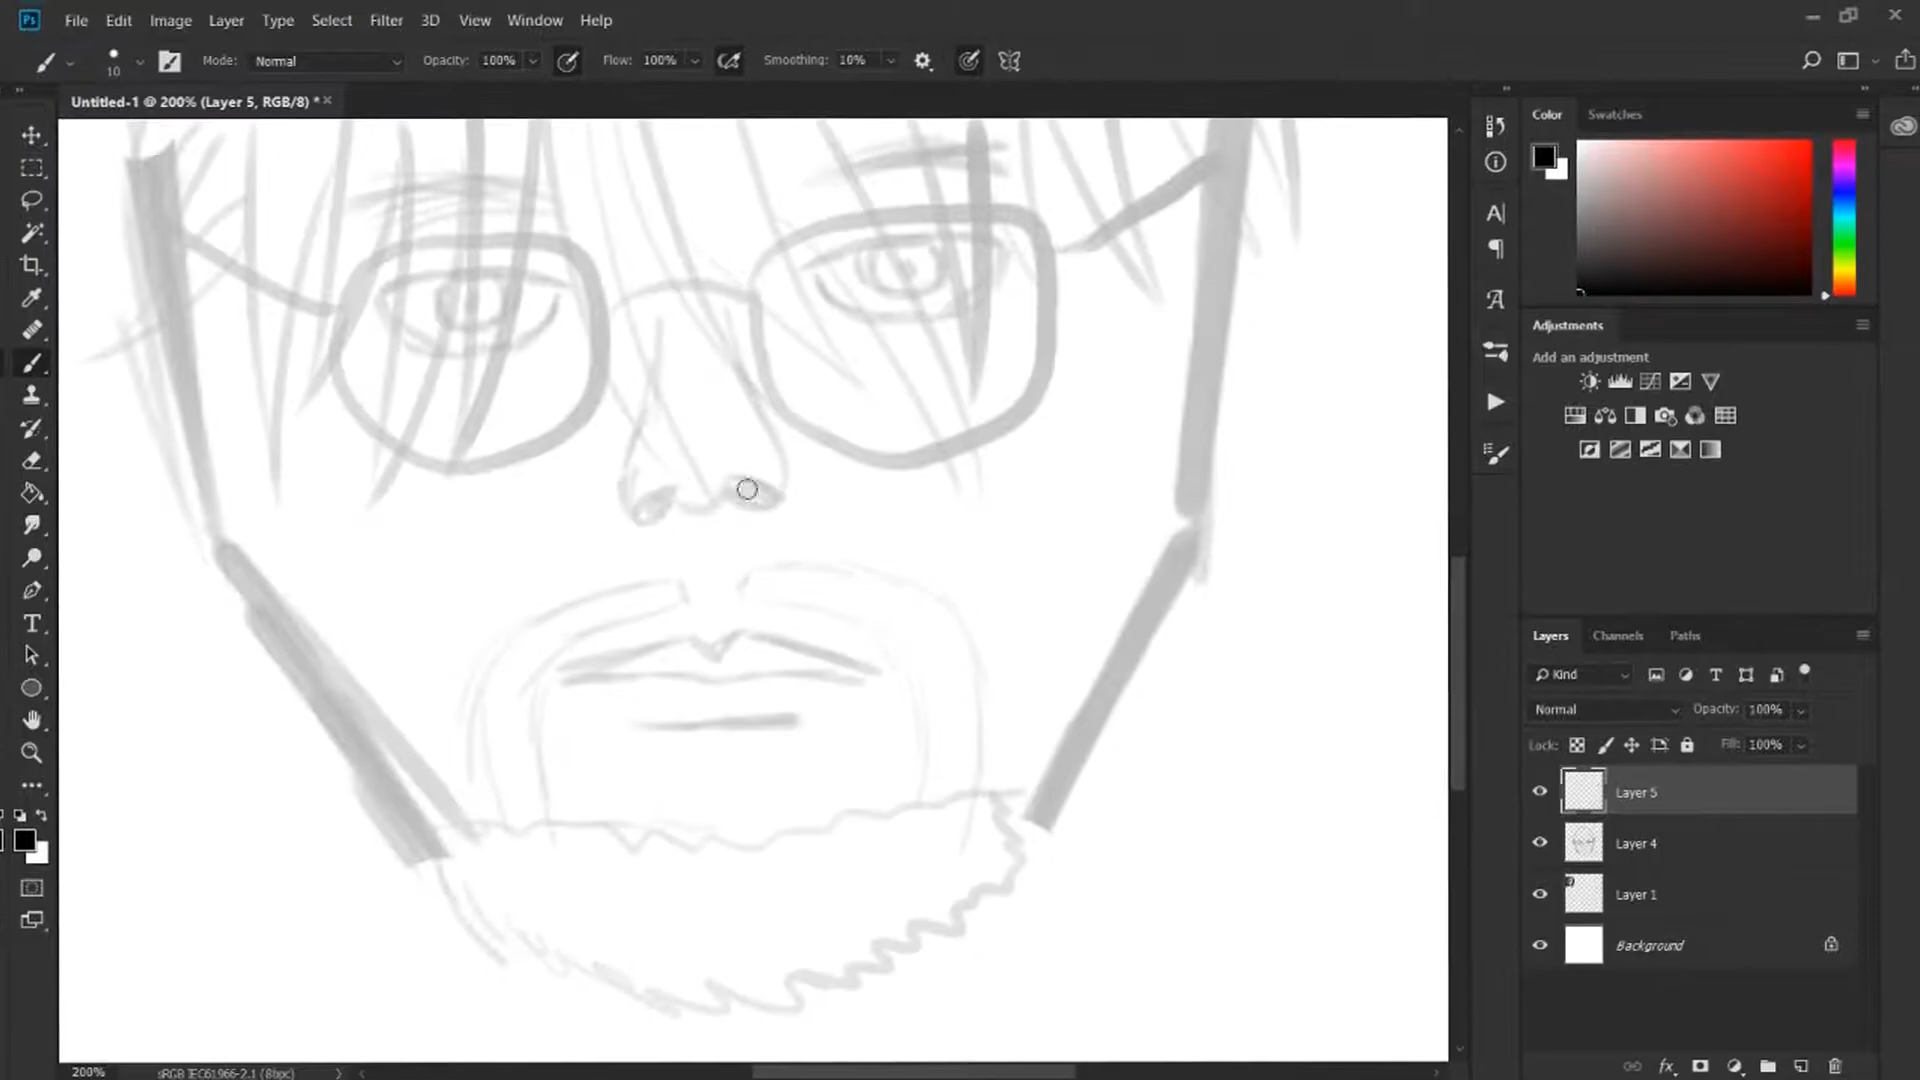 Ps File Edit Image Layer Type Select Filter 3D View Window Help
10 Mode: Normal Opacity: 100% Flow: 100% Smoothing: 10%
Untitled-1 @ 200% (Layer 5, RGB/8) *
Color Swatches
Adjustments
Add an adjustment
Layers Channels Paths
Kind
Normal Opacity: 100%
Lock: Fill: 100%
Layer 5
Layer 4
Layer 1
Background
200% sRGB IEC61966-2.1 (8bpc)